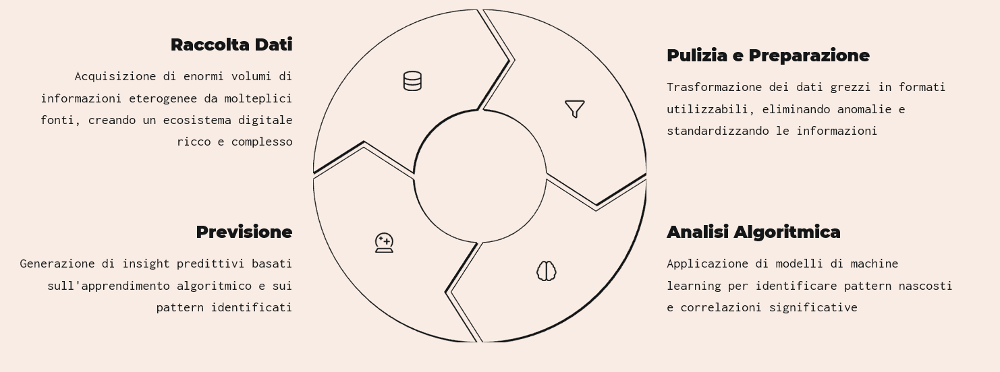 Raccolta Dati
Acquisizione di enormi volumi di
informazioni eterogenee da molteplici
fonti, creando un ecosistema digitale
ricco e complesso
Pulizia e Preparazione
Trasformazione dei dati grezzi in formati
utilizzabili, eliminando anomalie e
standardizzando le informazioni
Analisi Algoritmica
Applicazione di modelli di machine
learning per identificare pattern nascosti
e correlazioni significative
Previsione
Generazione di insight predittivi basati
sull'apprendimento algoritmico e sui
pattern identificati